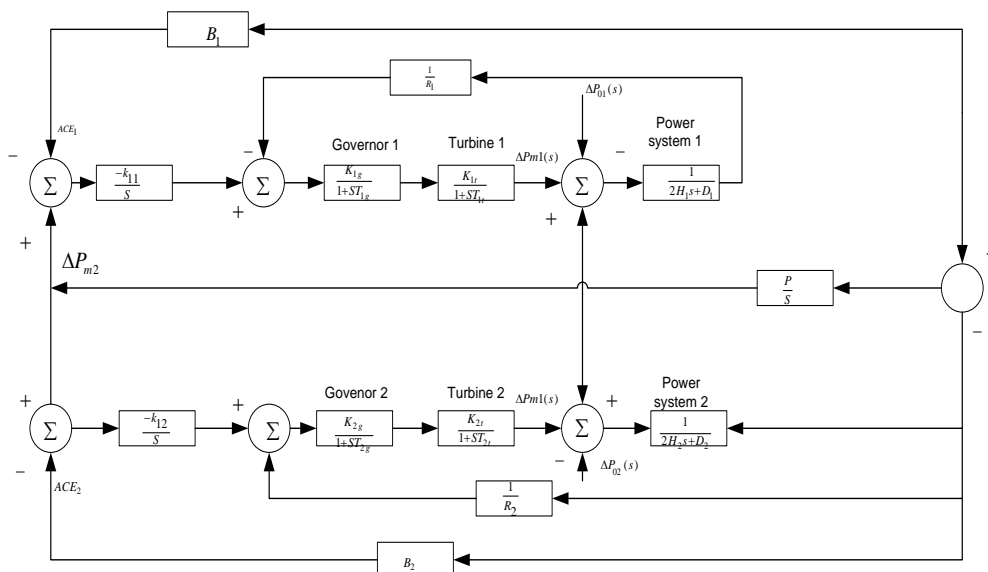 B₁
1/R₁
ΔP₀₁(s)
ACE₁
Governor 1
Turbine 1
Power
system 1
−
−
ΔPm1(s)
−
Σ
−k₁₁/S
Σ
K₁g/1+ST₁g
K₁t/1+ST₁t
Σ
1/2H₁s+D₁
+
+
+
ΔPm2
P/S
−
Govenor 2
Turbine 2
Power
system 2
+
+
ΔPm1(s)
+
Σ
−k₁₂/S
Σ
K₂g/1+ST₂g
K₂t/1+ST₂t
Σ
1/2H₂s+D₂
−
−
ΔP₀₂(s)
ACE₂
1/R₂
B₂